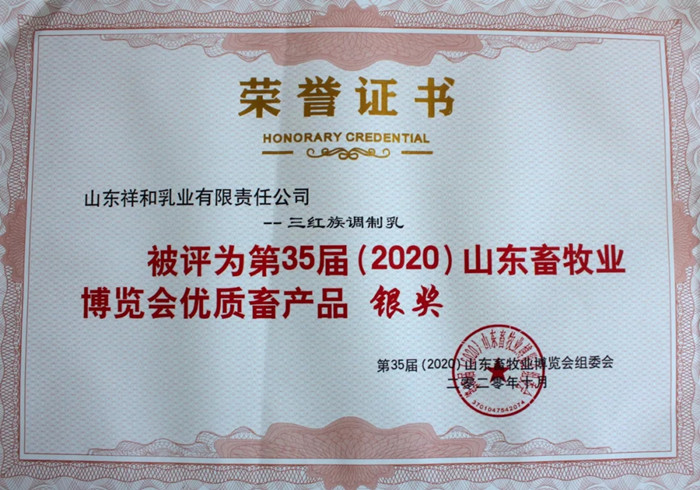 荣誉证书
HONORARY CREDENTIAL
山东祥和乳业有限责任公司
--三红族调制乳
被评为第35届(2020)山东畜牧业
博览会优质畜产品 银奖
第35届(2020)山东畜牧业博览会组委会
二零二零年十月
3701047842074